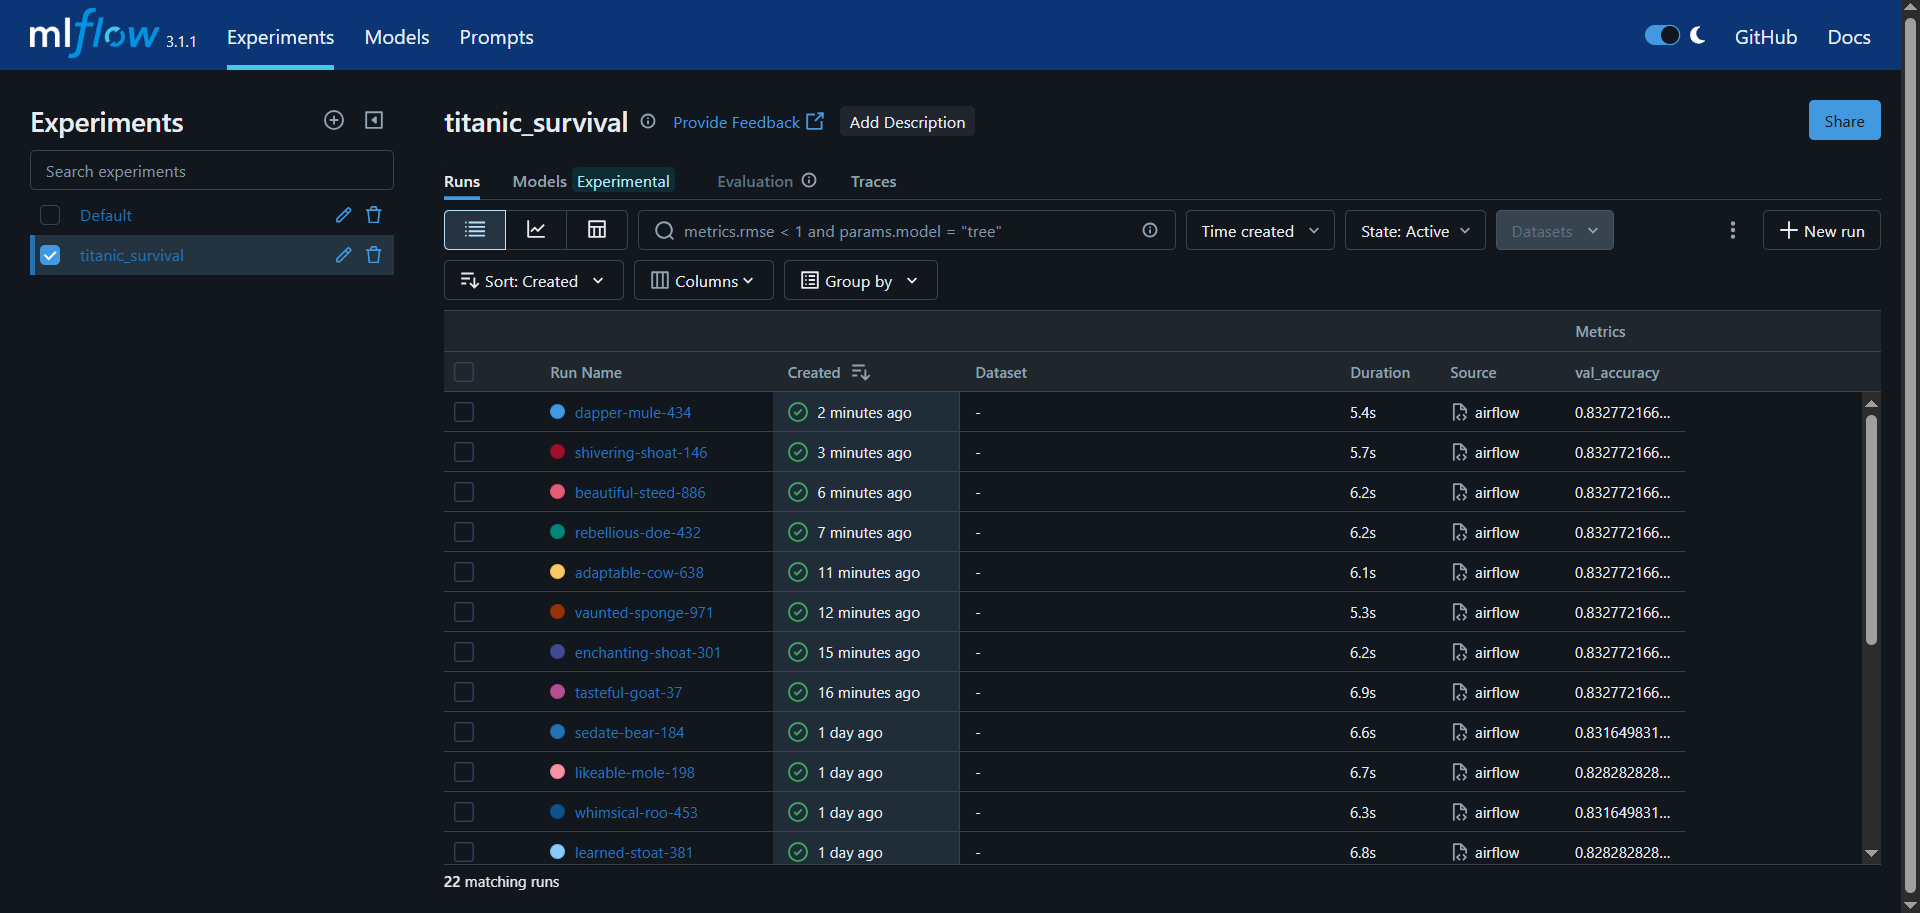 mlflow 3.1.1 Experiments Models Prompts GitHub Docs
Experiments
Search experiments
Default
titanic_survival
titanic_survival Provide Feedback Add Description Share
Runs Models Experimental Evaluation Traces
metrics.rmse < 1 and params.model = "tree" Time created State: Active Datasets New run
Sort: Created Columns Group by
Metrics
Run Name Created Dataset Duration Source val_accuracy
dapper-mule-434 2 minutes ago - 5.4s airflow 0.832772166...
shivering-shoat-146 3 minutes ago - 5.7s airflow 0.832772166...
beautiful-steed-886 6 minutes ago - 6.2s airflow 0.832772166...
rebellious-doe-432 7 minutes ago - 6.2s airflow 0.832772166...
adaptable-cow-638 11 minutes ago - 6.1s airflow 0.832772166...
vaunted-sponge-971 12 minutes ago - 5.3s airflow 0.832772166...
enchanting-shoat-301 15 minutes ago - 6.2s airflow 0.832772166...
tasteful-goat-37 16 minutes ago - 6.9s airflow 0.832772166...
sedate-bear-184 1 day ago - 6.6s airflow 0.831649831...
likeable-mole-198 1 day ago - 6.7s airflow 0.828282828...
whimsical-roo-453 1 day ago - 6.3s airflow 0.831649831...
learned-stoat-381 1 day ago - 6.8s airflow 0.828282828...
22 matching runs